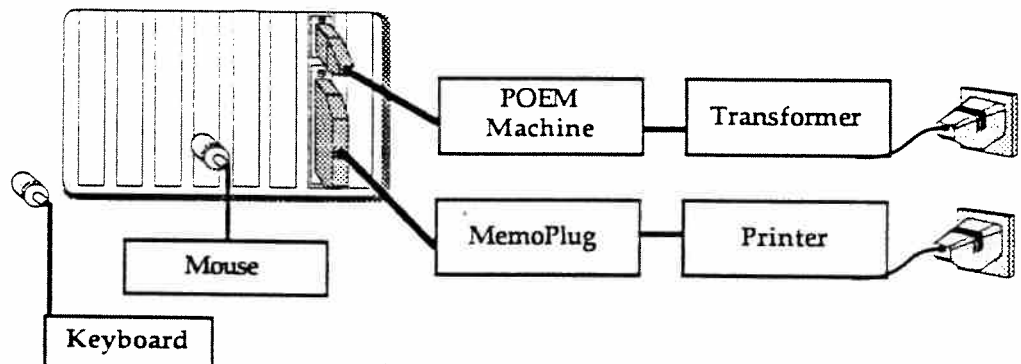 POEM
Machine
Transformer
MemoPlug
Printer
Mouse
Keyboard